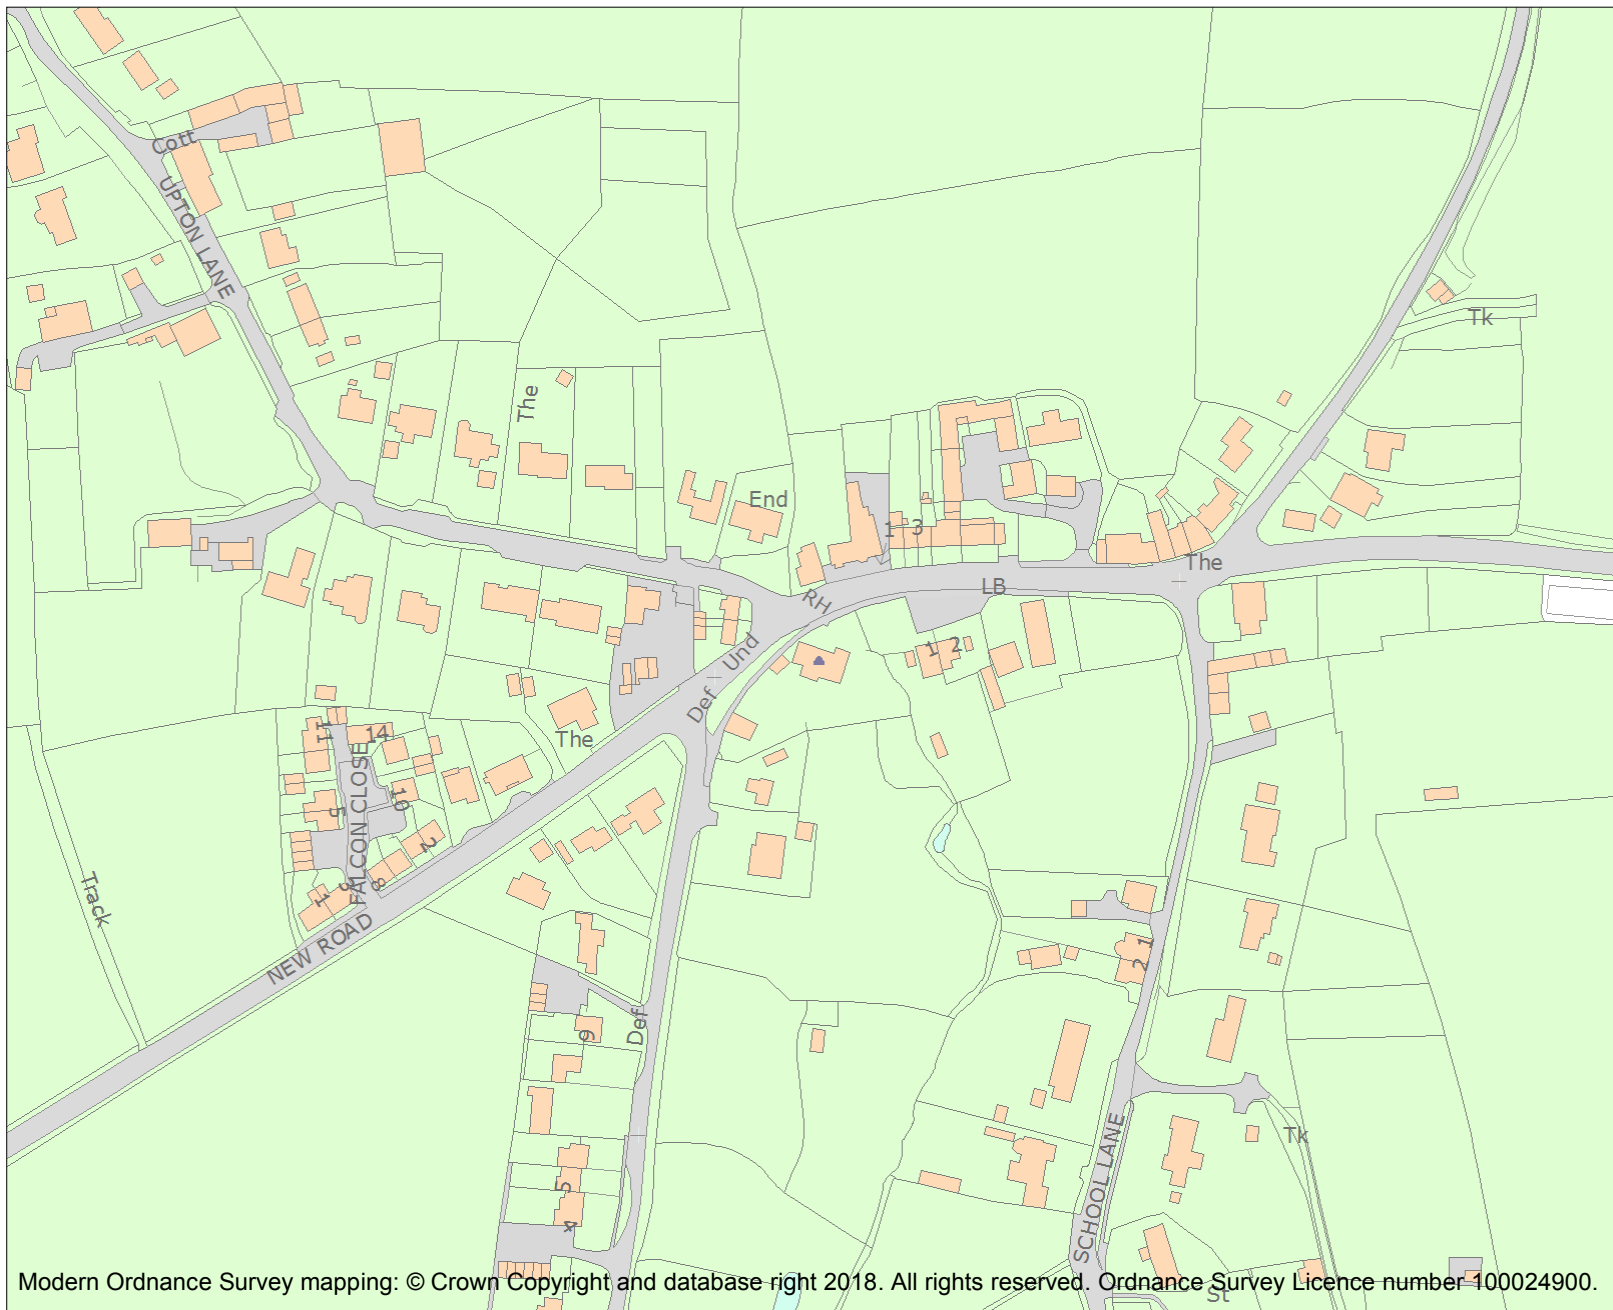 Cott
UPTON LANE
Tk
The
End
1 3
The
LB
RH
Und
Def
1 2
The
11
14
FALCON CLOSE
10
5
2
8
3
1
Track
NEW ROAD
1
2
Def
9
5
4
SCHOOL LANE
Tk
St
Modern Ordnance Survey mapping: © Crown Copyright and database right 2018. All rights reserved. Ordnance Survey Licence number 100024900.